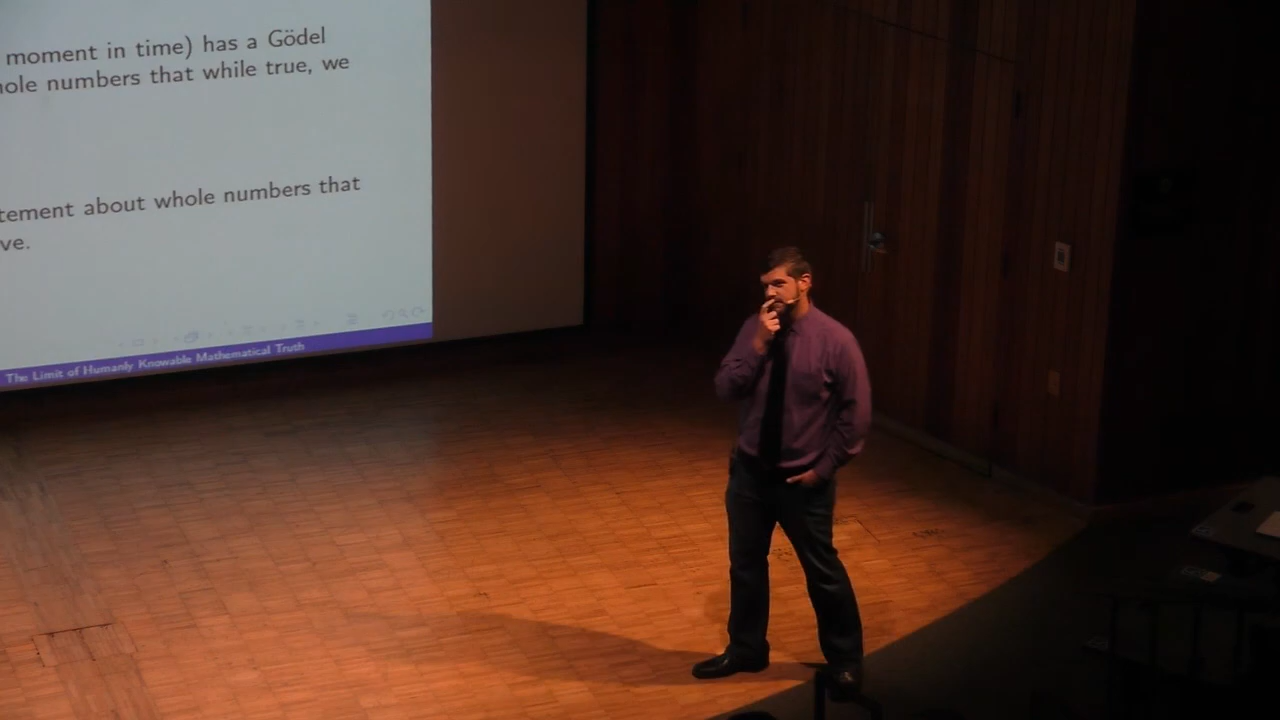 moment in time) has a Gödel
hole numbers that while true, we
tement about whole numbers that
ve.
The Limit of Humanly Knowable Mathematical Truth